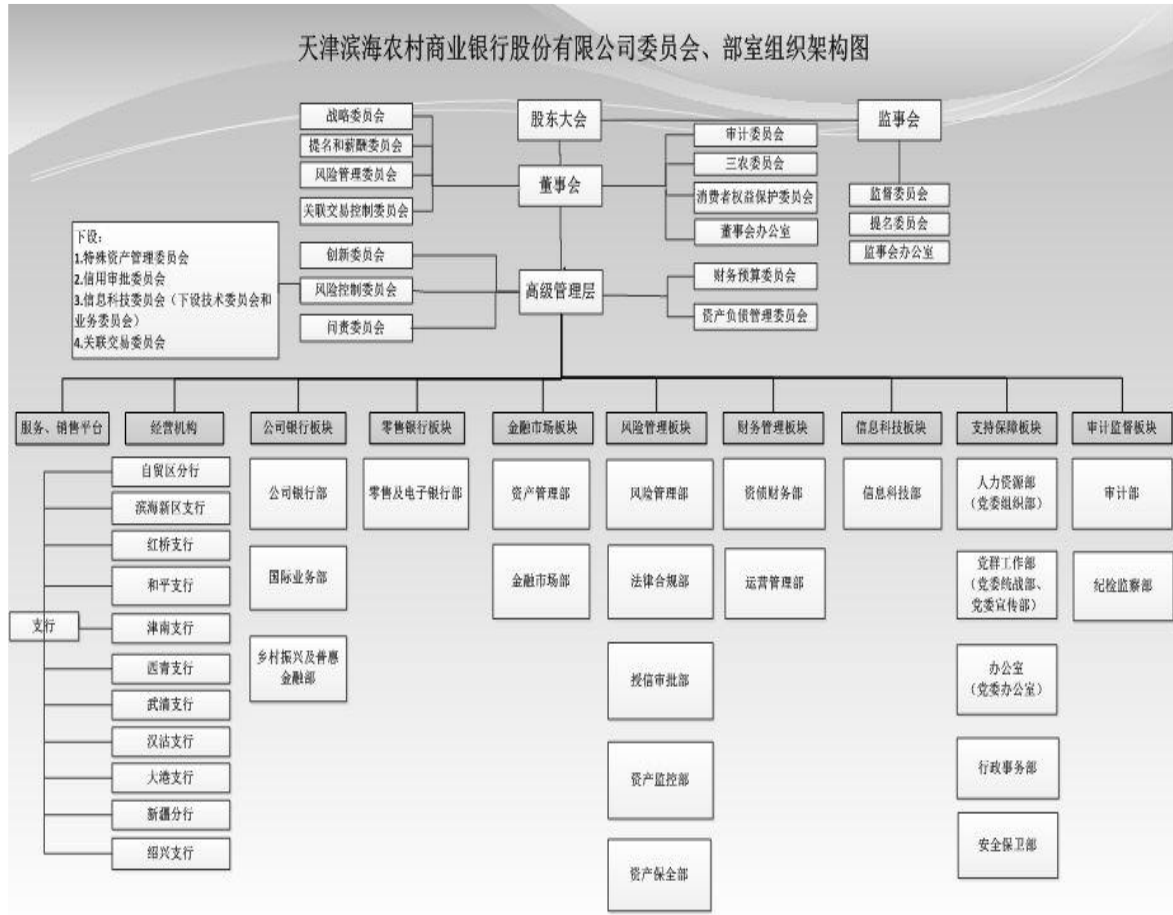 天津滨海农村商业银行股份有限公司委员会、部室组织架构图
战略委员会
提名和薪酬委员会
风险管理委员会
关联交易控制委员会
股东大会
董事会
监事会
审计委员会
三农委员会
消费者权益保护委员会
董事会办公室
监督委员会
提名委员会
监事会办公室
下设：
1.特殊资产管理委员会
2.信用审批委员会
3.信息科技委员会（下设技术委员会和
业务委员会）
4.关联交易委员会
创新委员会
风险控制委员会
问责委员会
高级管理层
财务预算委员会
资产负债管理委员会
服务、销售平台
经营机构
公司银行板块
零售银行板块
金融市场板块
风险管理板块
财务管理板块
信息科技板块
支持保障板块
审计监督板块
支行
自贸区分行
滨海新区支行
红桥支行
和平支行
津南支行
西青支行
武清支行
汉沽支行
大港支行
新疆分行
绍兴支行
公司银行部
国际业务部
乡村振兴及普惠
金融部
零售及电子银行部
资产管理部
金融市场部
风险管理部
法律合规部
授信审批部
资产监控部
资产保全部
资债财务部
运营管理部
信息科技部
人力资源部
（党委组织部）
党群工作部
（党委统战部、
党委宣传部）
办公室
（党委办公室）
行政事务部
安全保卫部
审计部
纪检监察部